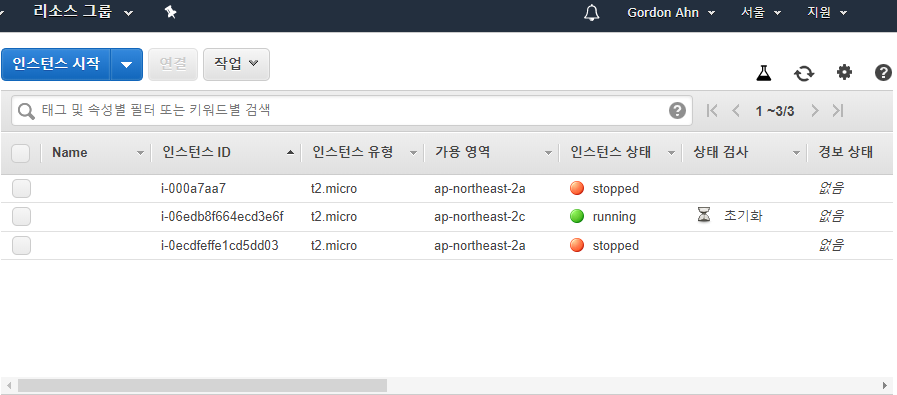 리소스 그룹 Gordon Ahn 서울 지원
인스턴스 시작 연결 작업
태그 및 속성별 필터 또는 키워드별 검색 1 ~3/3
Name 인스턴스 ID 인스턴스 유형 가용 영역 인스턴스 상태 상태 검사 경보 상태
i-000a7aa7 t2.micro ap-northeast-2a stopped 없음
i-06edb8f664ecd3e6f t2.micro ap-northeast-2c running 초기화 없음
i-0ecdfeffe1cd5dd03 t2.micro ap-northeast-2a stopped 없음